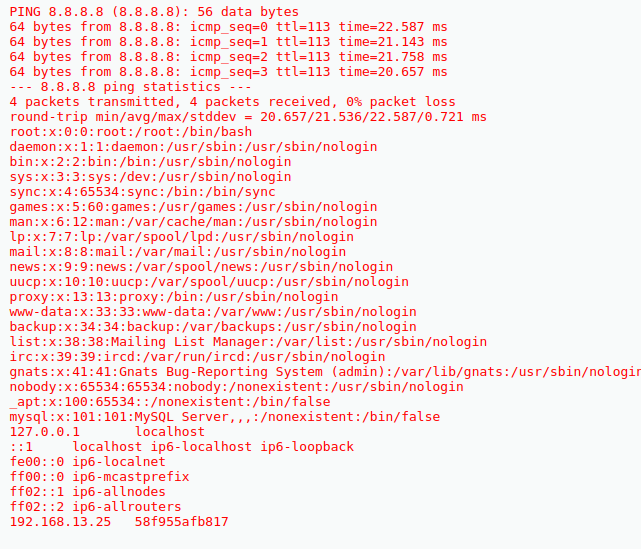 PING 8.8.8.8 (8.8.8.8): 56 data bytes
64 bytes from 8.8.8.8: icmp_seq=0 ttl=113 time=22.587 ms
64 bytes from 8.8.8.8: icmp_seq=1 ttl=113 time=21.143 ms
64 bytes from 8.8.8.8: icmp_seq=2 ttl=113 time=21.758 ms
64 bytes from 8.8.8.8: icmp_seq=3 ttl=113 time=20.657 ms
--- 8.8.8.8 ping statistics ---
4 packets transmitted, 4 packets received, 0% packet loss
round-trip min/avg/max/stddev = 20.657/21.536/22.587/0.721 ms
root:x:0:0:root:/root:/bin/bash
daemon:x:1:1:daemon:/usr/sbin:/usr/sbin/nologin
bin:x:2:2:bin:/bin:/usr/sbin/nologin
sys:x:3:3:sys:/dev:/usr/sbin/nologin
sync:x:4:65534:sync:/bin:/bin/sync
games:x:5:60:games:/usr/games:/usr/sbin/nologin
man:x:6:12:man:/var/cache/man:/usr/sbin/nologin
lp:x:7:7:lp:/var/spool/lpd:/usr/sbin/nologin
mail:x:8:8:mail:/var/mail:/usr/sbin/nologin
news:x:9:9:news:/var/spool/news:/usr/sbin/nologin
uucp:x:10:10:uucp:/var/spool/uucp:/usr/sbin/nologin
proxy:x:13:13:proxy:/bin:/usr/sbin/nologin
www-data:x:33:33:www-data:/var/www:/usr/sbin/nologin
backup:x:34:34:backup:/var/backups:/usr/sbin/nologin
list:x:38:38:Mailing List Manager:/var/list:/usr/sbin/nologin
irc:x:39:39:ircd:/var/run/ircd:/usr/sbin/nologin
gnats:x:41:41:Gnats Bug-Reporting System (admin):/var/lib/gnats:/usr/sbin/nologin
nobody:x:65534:65534:nobody:/nonexistent:/usr/sbin/nologin
_apt:x:100:65534::/nonexistent:/bin/false
mysql:x:101:101:MySQL Server,,,:/nonexistent:/bin/false
127.0.0.1       localhost
::1     localhost ip6-localhost ip6-loopback
fe00::0 ip6-localnet
ff00::0 ip6-mcastprefix
ff02::1 ip6-allnodes
ff02::2 ip6-allrouters
192.168.13.25   58f955afb817